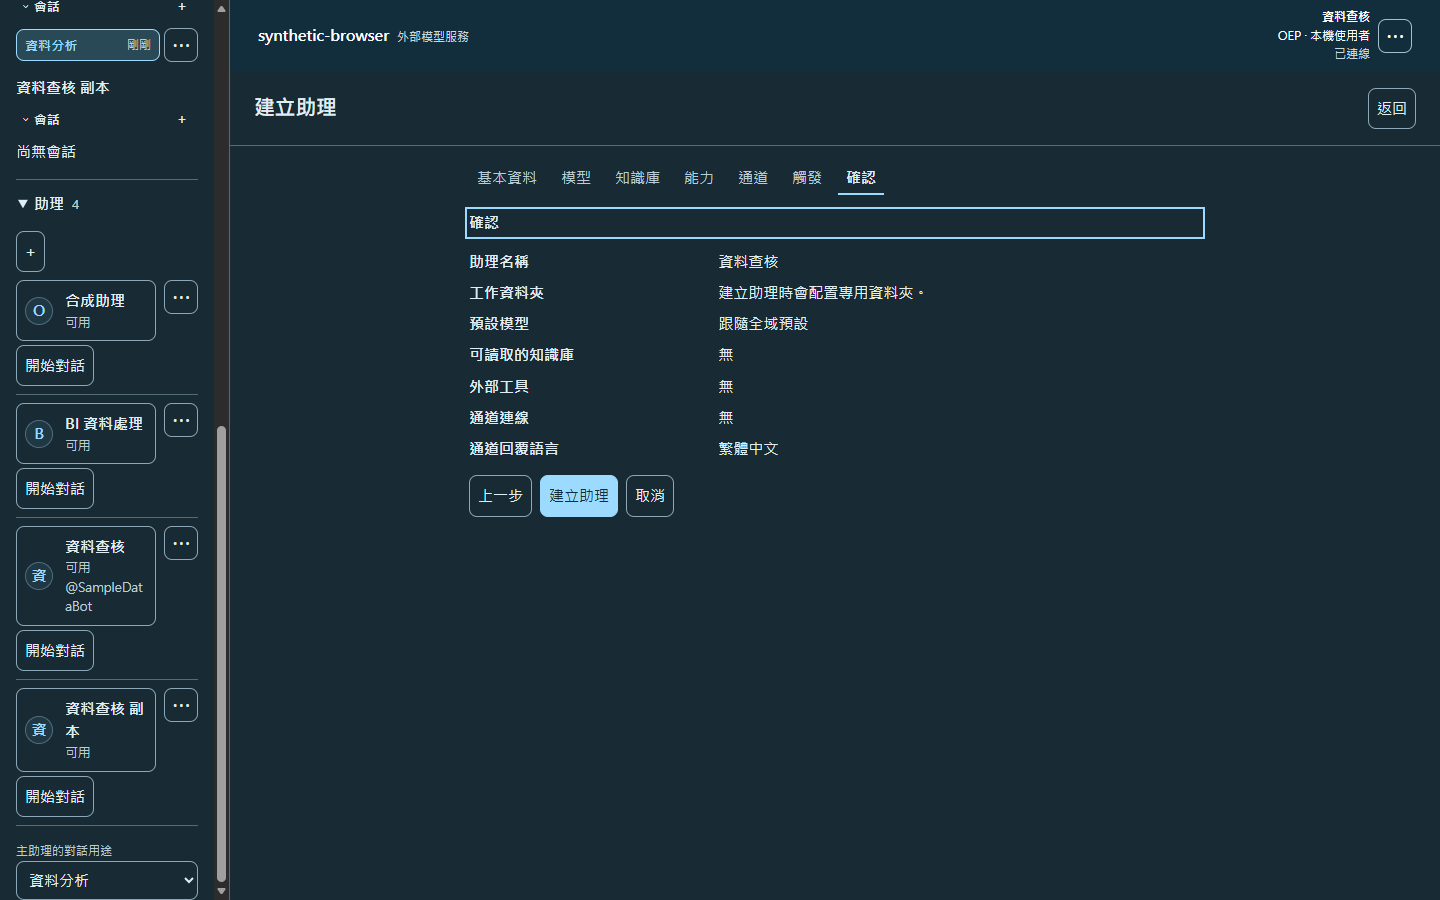 會話
+
資料分析 剛剛
...
資料查核 副本
會話
+
尚無會話
助理 4
+
O
合成助理
可用
...
開始對話
B
BI 資料處理
可用
...
開始對話
資
資料查核
可用
@SampleDat
aBot
...
開始對話
資
資料查核 副
本
可用
...
開始對話
主助理的對話用途
資料分析
synthetic-browser 外部模型服務
資料查核
OEP · 本機使用者
已連線
...
建立助理
返回
基本資料 模型 知識庫 能力 通道 觸發 確認
確認
助理名稱 資料查核
工作資料夾 建立助理時會配置專用資料夾。
預設模型 跟隨全域預設
可讀取的知識庫 無
外部工具 無
通道連線 無
通道回覆語言 繁體中文
上一步 建立助理 取消